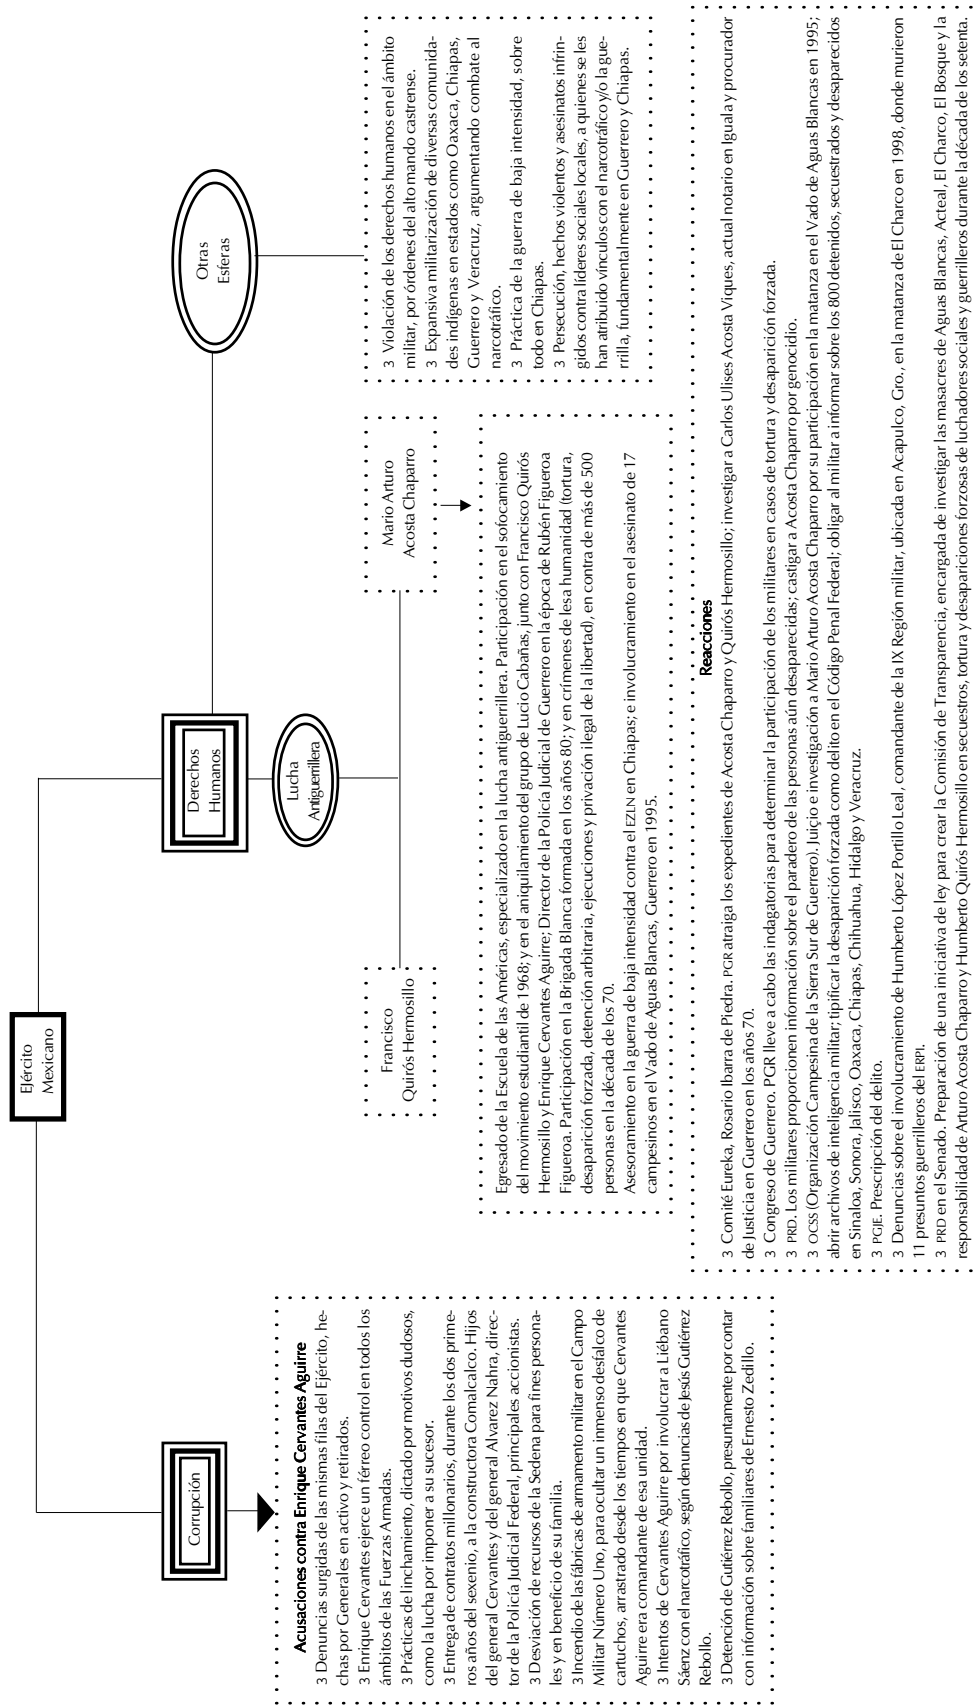 Ejército
Mexicano
Corrupción
Acusaciones contra Enrique Cervantes Aguirre
3 Denuncias surgidas de las mismas filas del Ejército, he-
chas por Generales en activo y retirados.
3 Enrique Cervantes ejerce un férreo control en todos los
ámbitos de las Fuerzas Armadas.
3 Prácticas de linchamiento, dictado por motivos dudosos,
como la lucha por imponer a su sucesor.
3 Entrega de contratos millonarios, durante los dos prime-
ros años del sexenio, a la constructora Comalcalco. Hijos
del general Cervantes y del general Alvarez Nahra, direc-
tor de la Policía Judicial Federal, principales accionistas.
3 Desviación de recursos de la Sedena para fines persona-
les y en beneficio de su familia.
3 Incendio de las fábricas de armamento militar en el Campo
Militar Número Uno, para ocultar un inmenso desfalco de
cartuchos, arrastrado desde los tiempos en que Cervantes
Aguirre era comandante de esa unidad.
3 Intentos de Cervantes Aguirre por involucrar a Liébano
Sáenz con el narcotráfico, según denuncias de Jesús Gutiérrez
Rebollo.
3 Detención de Gutiérrez Rebollo, presuntamente por contar
con información sobre familiares de Ernesto Zedillo.
Derechos
Humanos
Lucha
Antiguerrillera
Francisco
Quirós Hermosillo
Mario Arturo
Acosta Chaparro
Egresado de la Escuela de las Américas, especializado en la lucha antiguerrillera. Participación en el sofocamiento
del movimiento estudiantil de 1968; y en el aniquilamiento del grupo de Lucio Cabañas, junto con Francisco Quirós
Hermosillo y Enrique Cervantes Aguirre; Director de la Policía Judicial de Guerrero en la época de Rubén Figueroa
Figueroa. Participación en la Brigada Blanca formada en los años 80; y en crímenes de lesa humanidad (tortura,
desaparición forzada, detención arbitraria, ejecuciones y privación ilegal de la libertad), en contra de más de 500
personas en la década de los 70.
Asesoramiento en la guerra de baja intensidad contra el EZLN en Chiapas; e involucramiento en el asesinato de 17
campesinos en el Vado de Aguas Blancas, Guerrero en 1995.
Otras
Esferas
3 Violación de los derechos humanos en el ámbito
militar, por órdenes del alto mando castrense.
3 Expansiva militarización de diversas comunida-
des indígenas en estados como Oaxaca, Chiapas,
Guerrero y Veracruz, argumentando combate al
narcotráfico.
3 Práctica de la guerra de baja intensidad, sobre
todo en Chiapas.
3 Persecución, hechos violentos y asesinatos infrin-
gidos contra líderes sociales locales, a quienes se les
han atribuido vínculos con el narcotráfico y/o la gue-
rrilla, fundamentalmente en Guerrero y Chiapas.
Reacciones
3 Comité Eureka, Rosario Ibarra de Piedra. PGR atraiga los expedientes de Acosta Chaparro y Quirós Hermosillo; investigar a Carlos Ulises Acosta Viques, actual notario en Iguala y procurador
de Justicia en Guerrero en los años 70.
3 Congreso de Guerrero. PGR lleve a cabo las indagatorias para determinar la participación de los militares en casos de tortura y desaparición forzada.
3 PRD. Los militares proporcionen información sobre el paradero de las personas aún desaparecidas; castigar a Acosta Chaparro por genocidio.
3 OCSS (Organización Campesina de la Sierra Sur de Guerrero). Juicio e investigación a Mario Arturo Acosta Chaparro por su participación en la matanza en el Vado de Aguas Blancas en 1995;
abrir archivos de inteligencia militar; tipificar la desaparición forzada como delito en el Código Penal Federal; obligar al militar a informar sobre los 800 detenidos, secuestrados y desaparecidos
en Sinaloa, Sonora, Jalisco, Oaxaca, Chiapas, Chihuahua, Hidalgo y Veracruz.
3 PGJE. Prescripción del delito.
3 Denuncias sobre el involucramiento de Humberto López Portillo Leal, comandante de la IX Región militar, ubicada en Acapulco, Gro., en la matanza de El Charco en 1998, donde murieron
11 presuntos guerrilleros del ERPI.
3 PRD en el Senado. Preparación de una iniciativa de ley para crear la Comisión de Transparencia, encargada de investigar las masacres de Aguas Blancas, Acteal, El Charco, El Bosque y la
responsabilidad de Arturo Acosta Chaparro y Humberto Quirós Hermosillo en secuestros, tortura y desapariciones forzosas de luchadores sociales y guerrilleros durante la década de los setenta.